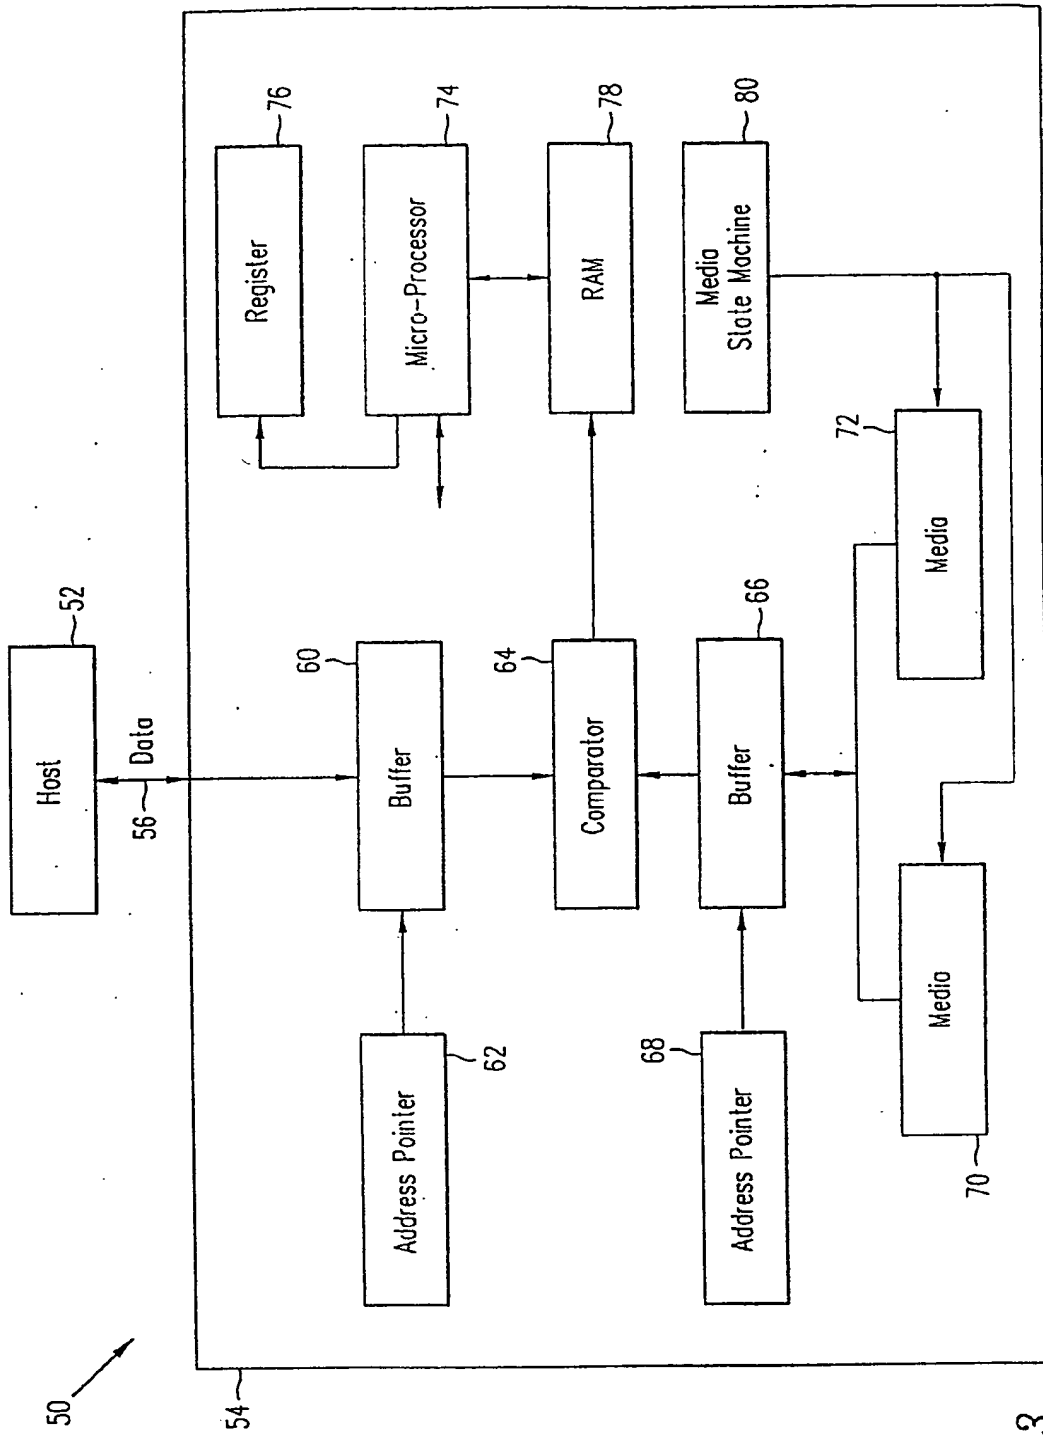 50
Host
52
56
Data
54
Register
76
Micro-Processor
74
RAM
78
Media
State Machine
80
Buffer
60
Address Pointer
62
Comparator
64
Buffer
66
Address Pointer
68
Media
72
Media
70
3